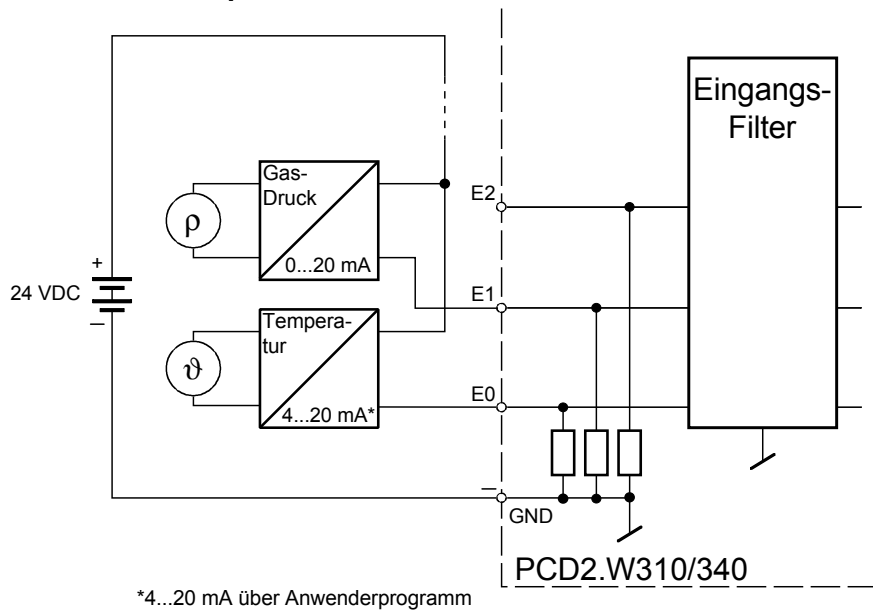 Eingangs-
Filter
Gas-
Druck
E2
ρ
0...20 mA
+
24 VDC
E1
–
Tempera-
tur
ϑ
E0
4...20 mA*
–
GND
PCD2.W310/340
*4...20 mA über Anwenderprogramm